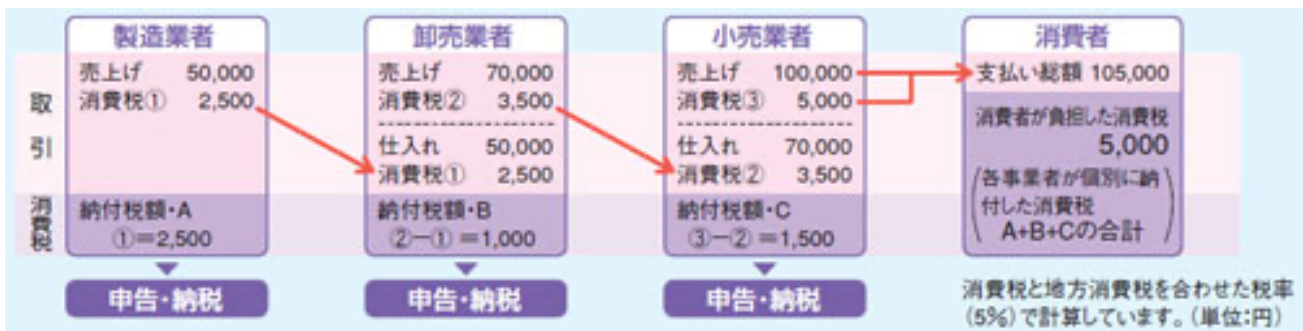 製造業者
売上げ 50,000
消費税① 2,500
納付税額・A
①=2,500
申告・納税
卸売業者
売上げ 70,000
消費税② 3,500
仕入れ 50,000
消費税① 2,500
納付税額・B
②−①=1,000
申告・納税
小売業者
売上げ 100,000
消費税③ 5,000
仕入れ 70,000
消費税② 3,500
納付税額・C
③−②=1,500
申告・納税
消費者
支払い総額 105,000
消費者が負担した消費税
5,000
(各事業者が個別に納
付した消費税
A+B+Cの合計)
取引
消費税
消費税と地方消費税を合わせた税率
(5%)で計算しています。(単位:円)